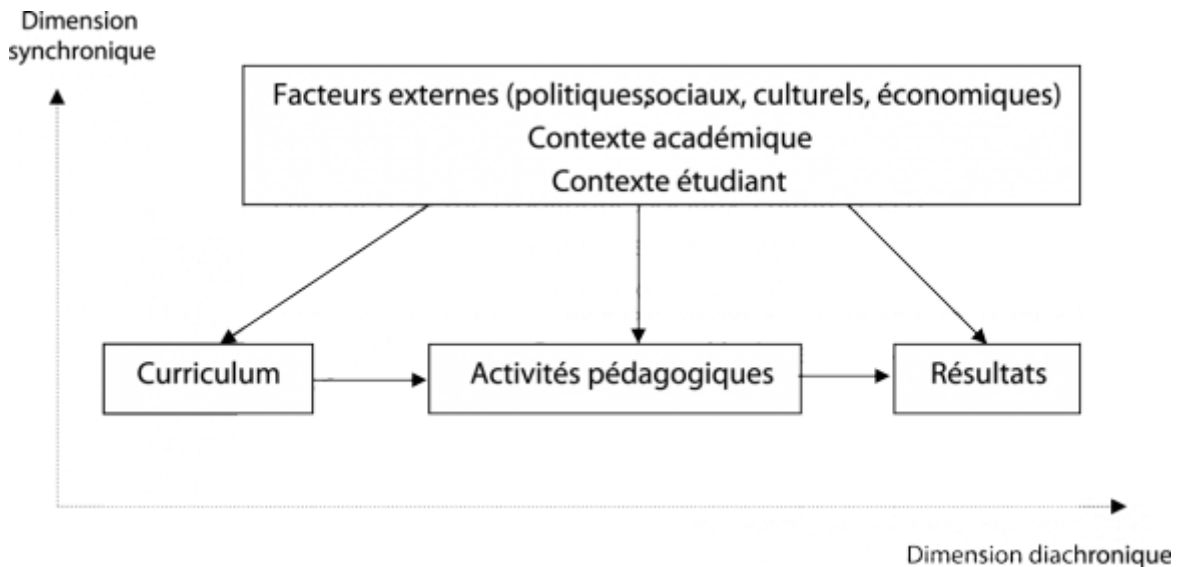 Dimension
synchronique
Facteurs externes (politiques,sociaux, culturels, économiques)
Contexte académique
Contexte étudiant
Curriculum
Activités pédagogiques
Résultats
Dimension diachronique